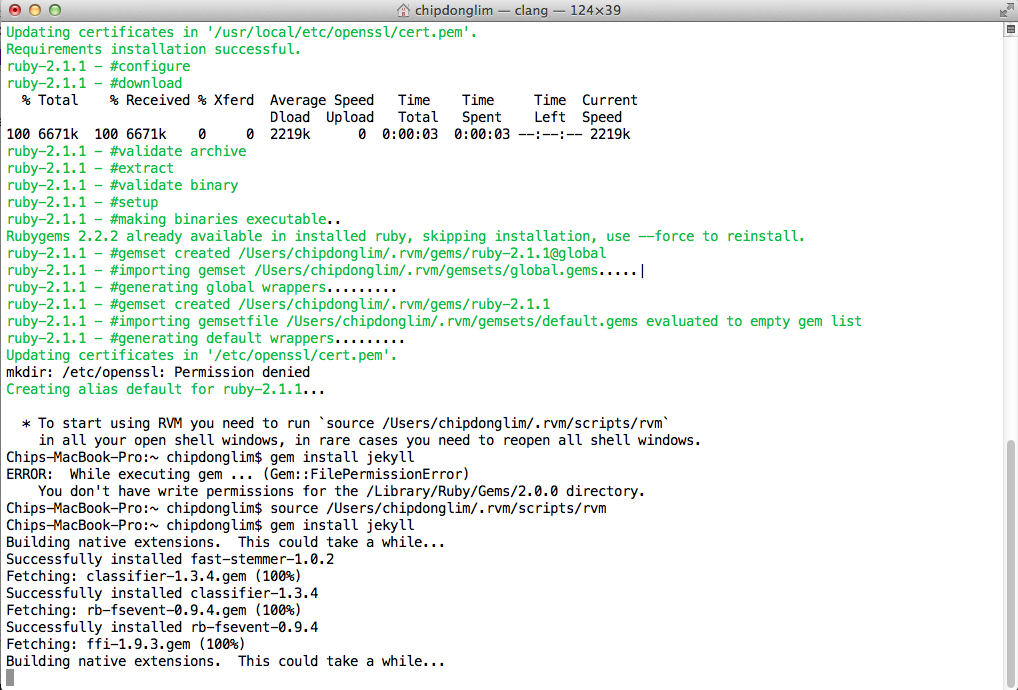 chipdonglim — clang — 124×39
Updating certificates in '/usr/local/etc/openssl/cert.pem'.
Requirements installation successful.
ruby-2.1.1 - #configure
ruby-2.1.1 - #download
  % Total    % Received % Xferd  Average Speed   Time    Time     Time  Current
                                 Dload  Upload   Total   Spent    Left  Speed
100 6671k  100 6671k    0     0  2219k      0  0:00:03  0:00:03 --:--:-- 2219k
ruby-2.1.1 - #validate archive
ruby-2.1.1 - #extract
ruby-2.1.1 - #validate binary
ruby-2.1.1 - #setup
ruby-2.1.1 - #making binaries executable..
Rubygems 2.2.2 already available in installed ruby, skipping installation, use --force to reinstall.
ruby-2.1.1 - #gemset created /Users/chipdonglim/.rvm/gems/ruby-2.1.1@global
ruby-2.1.1 - #importing gemset /Users/chipdonglim/.rvm/gemsets/global.gems.....|
ruby-2.1.1 - #generating global wrappers.........
ruby-2.1.1 - #gemset created /Users/chipdonglim/.rvm/gems/ruby-2.1.1
ruby-2.1.1 - #importing gemsetfile /Users/chipdonglim/.rvm/gemsets/default.gems evaluated to empty gem list
ruby-2.1.1 - #generating default wrappers.........
Updating certificates in '/etc/openssl/cert.pem'.
mkdir: /etc/openssl: Permission denied
Creating alias default for ruby-2.1.1...
  * To start using RVM you need to run `source /Users/chipdonglim/.rvm/scripts/rvm`
    in all your open shell windows, in rare cases you need to reopen all shell windows.
Chips-MacBook-Pro:~ chipdonglim$ gem install jekyll
ERROR:  While executing gem ... (Gem::FilePermissionError)
    You don't have write permissions for the /Library/Ruby/Gems/2.0.0 directory.
Chips-MacBook-Pro:~ chipdonglim$ source /Users/chipdonglim/.rvm/scripts/rvm
Chips-MacBook-Pro:~ chipdonglim$ gem install jekyll
Building native extensions.  This could take a while...
Successfully installed fast-stemmer-1.0.2
Fetching: classifier-1.3.4.gem (100%)
Successfully installed classifier-1.3.4
Fetching: rb-fsevent-0.9.4.gem (100%)
Successfully installed rb-fsevent-0.9.4
Fetching: ffi-1.9.3.gem (100%)
Building native extensions.  This could take a while...